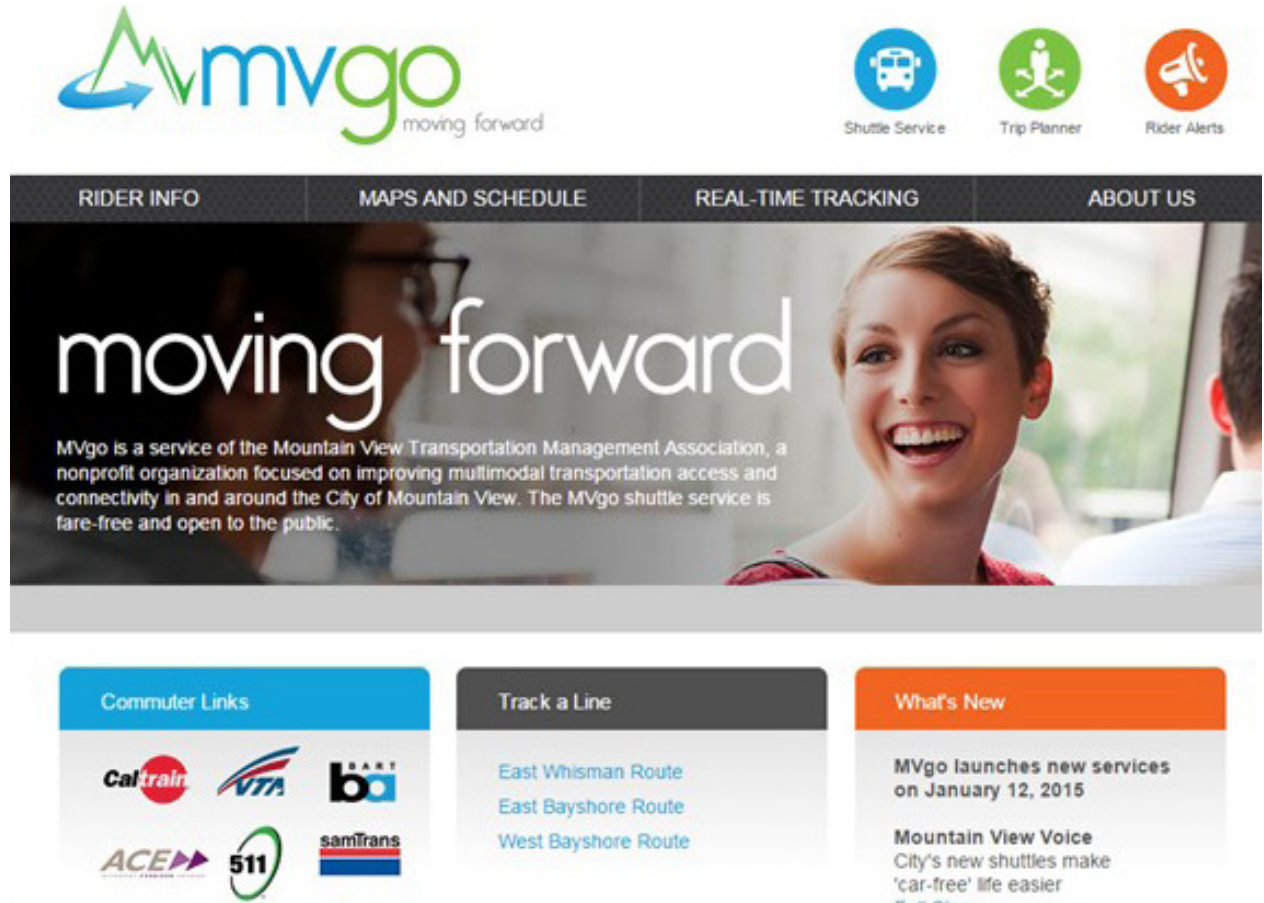 mvgo
moving forward
Shuttle Service
Trip Planner
Rider Alerts
RIDER INFO
MAPS AND SCHEDULE
REAL-TIME TRACKING
ABOUT US
moving forward
MVgo is a service of the Mountain View Transportation Management Association, a
nonprofit organization focused on improving multimodal transportation access and
connectivity in and around the City of Mountain View. The MVgo shuttle service is
fare-free and open to the public.
Commuter Links
Caltrain
VTA
BART
ba
ACE
511
samTrans
Track a Line
East Whisman Route
East Bayshore Route
West Bayshore Route
What's New
MVgo launches new services
on January 12, 2015
Mountain View Voice
City's new shuttles make
'car-free' life easier